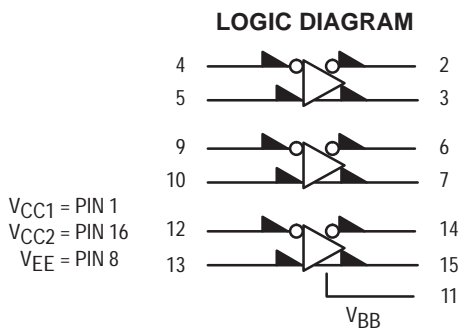 LOGIC DIAGRAM
4 2
5 3
9 6
10 7
VCC1 = PIN 1
VCC2 = PIN 16
VEE = PIN 8
12 14
13 15
11
VBB